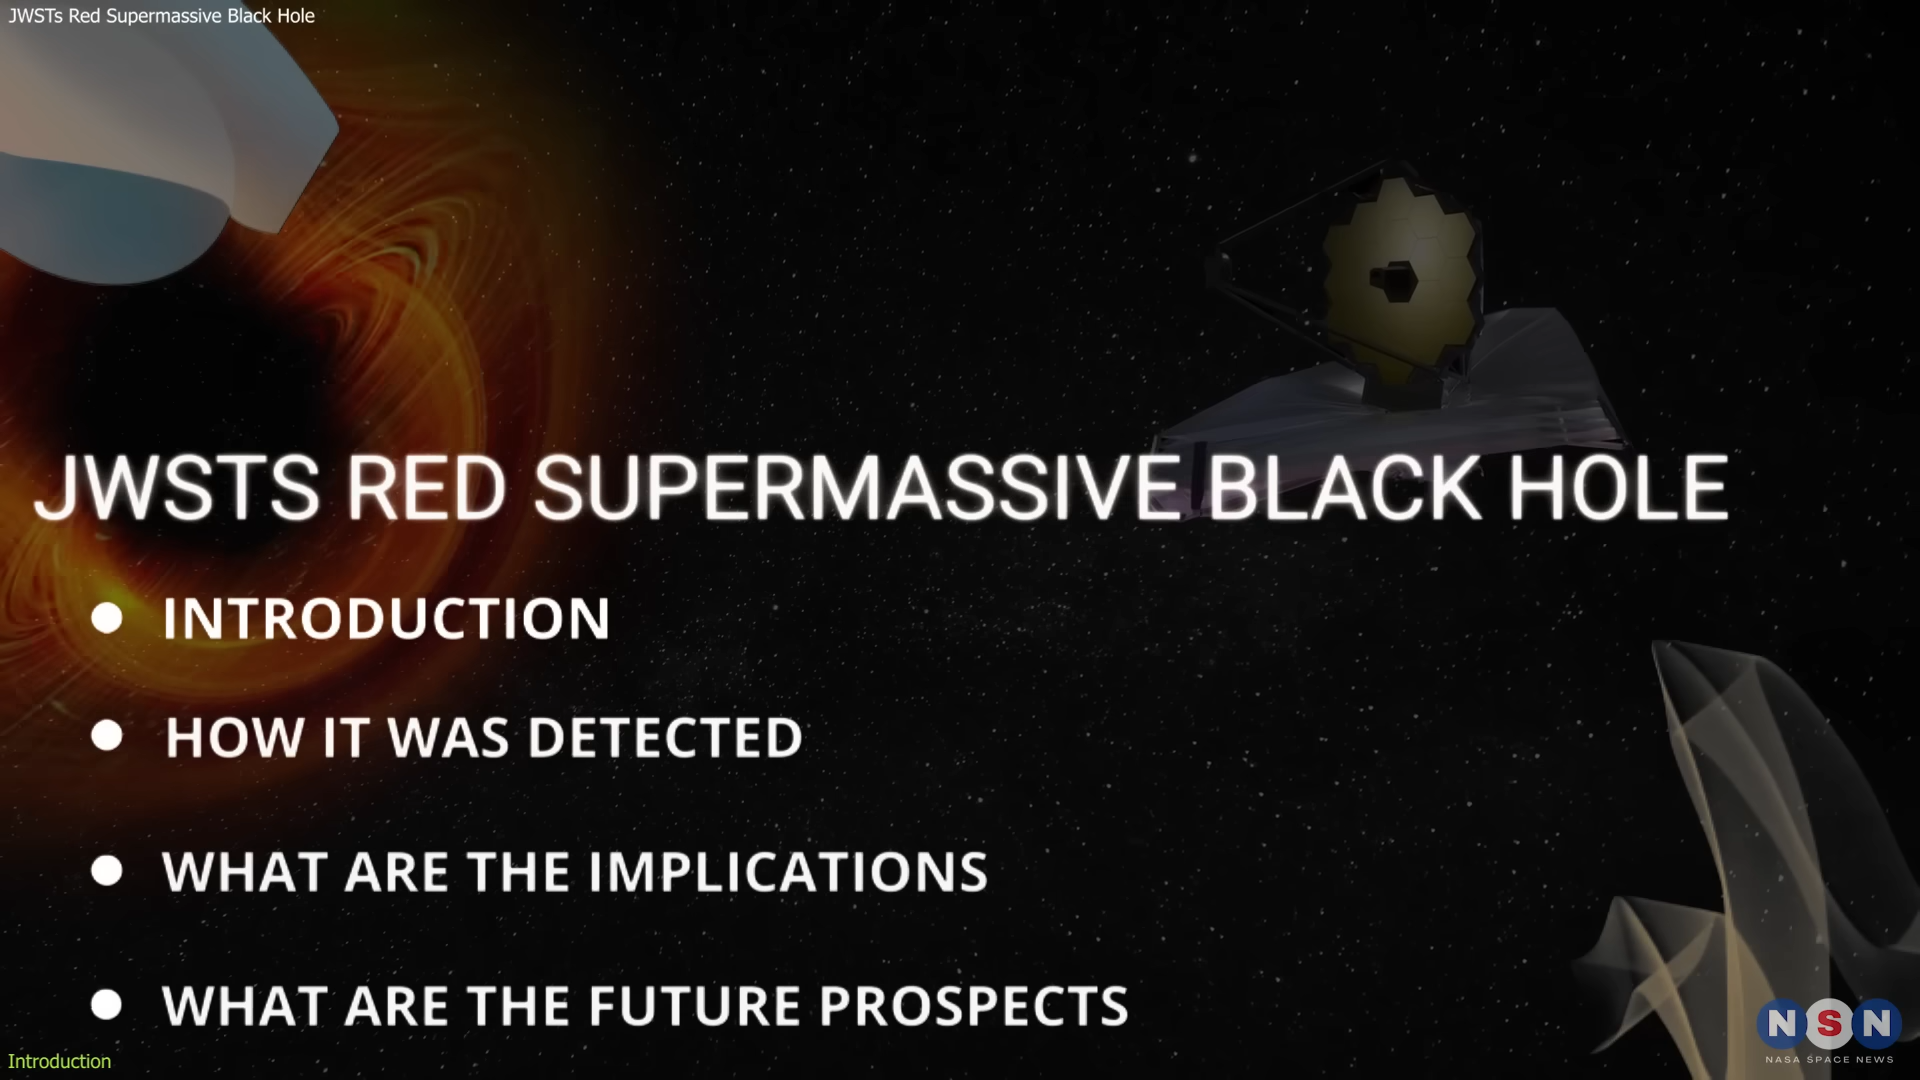 JWSTs Red Supermassive Black Hole
JWSTS RED SUPERMASSIVE BLACK HOLE
INTRODUCTION
HOW IT WAS DETECTED
WHAT ARE THE IMPLICATIONS
WHAT ARE THE FUTURE PROSPECTS
NSN
NASA SPACE NEWS
Introduction